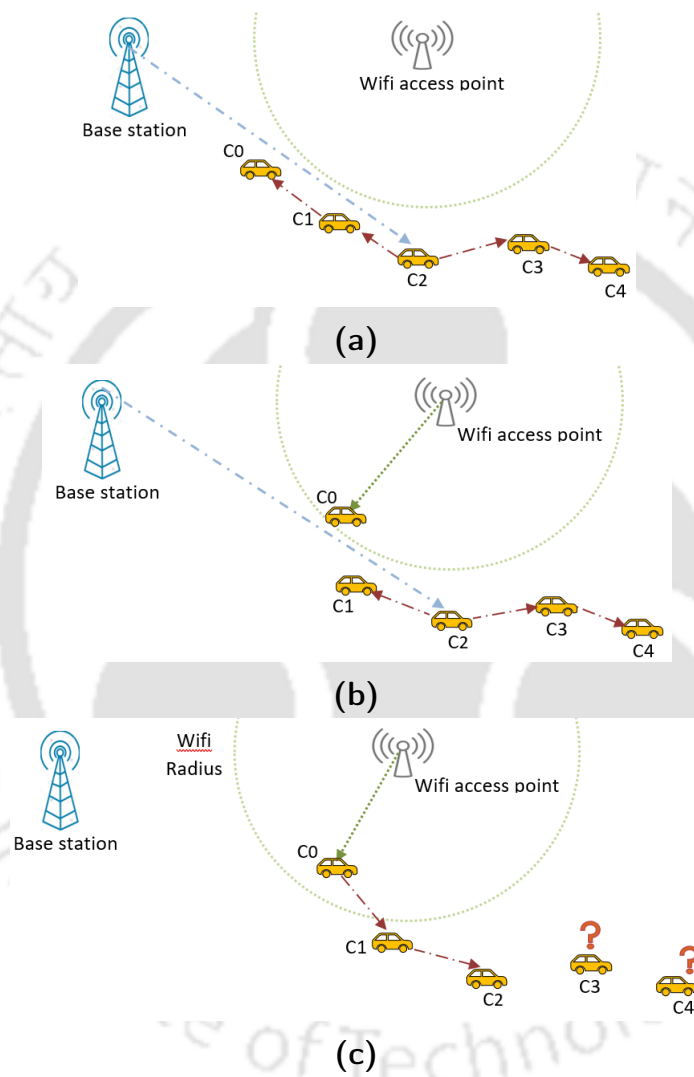 Wifi access point
Base station
C0
C1
C2
C3
C4
(a)
Wifi access point
Base station
C0
C1
C2
C3
C4
(b)
Wifi
Radius
Wifi access point
Base station
C0
C1
C2
C3
C4
?
?
of Techno
(c)